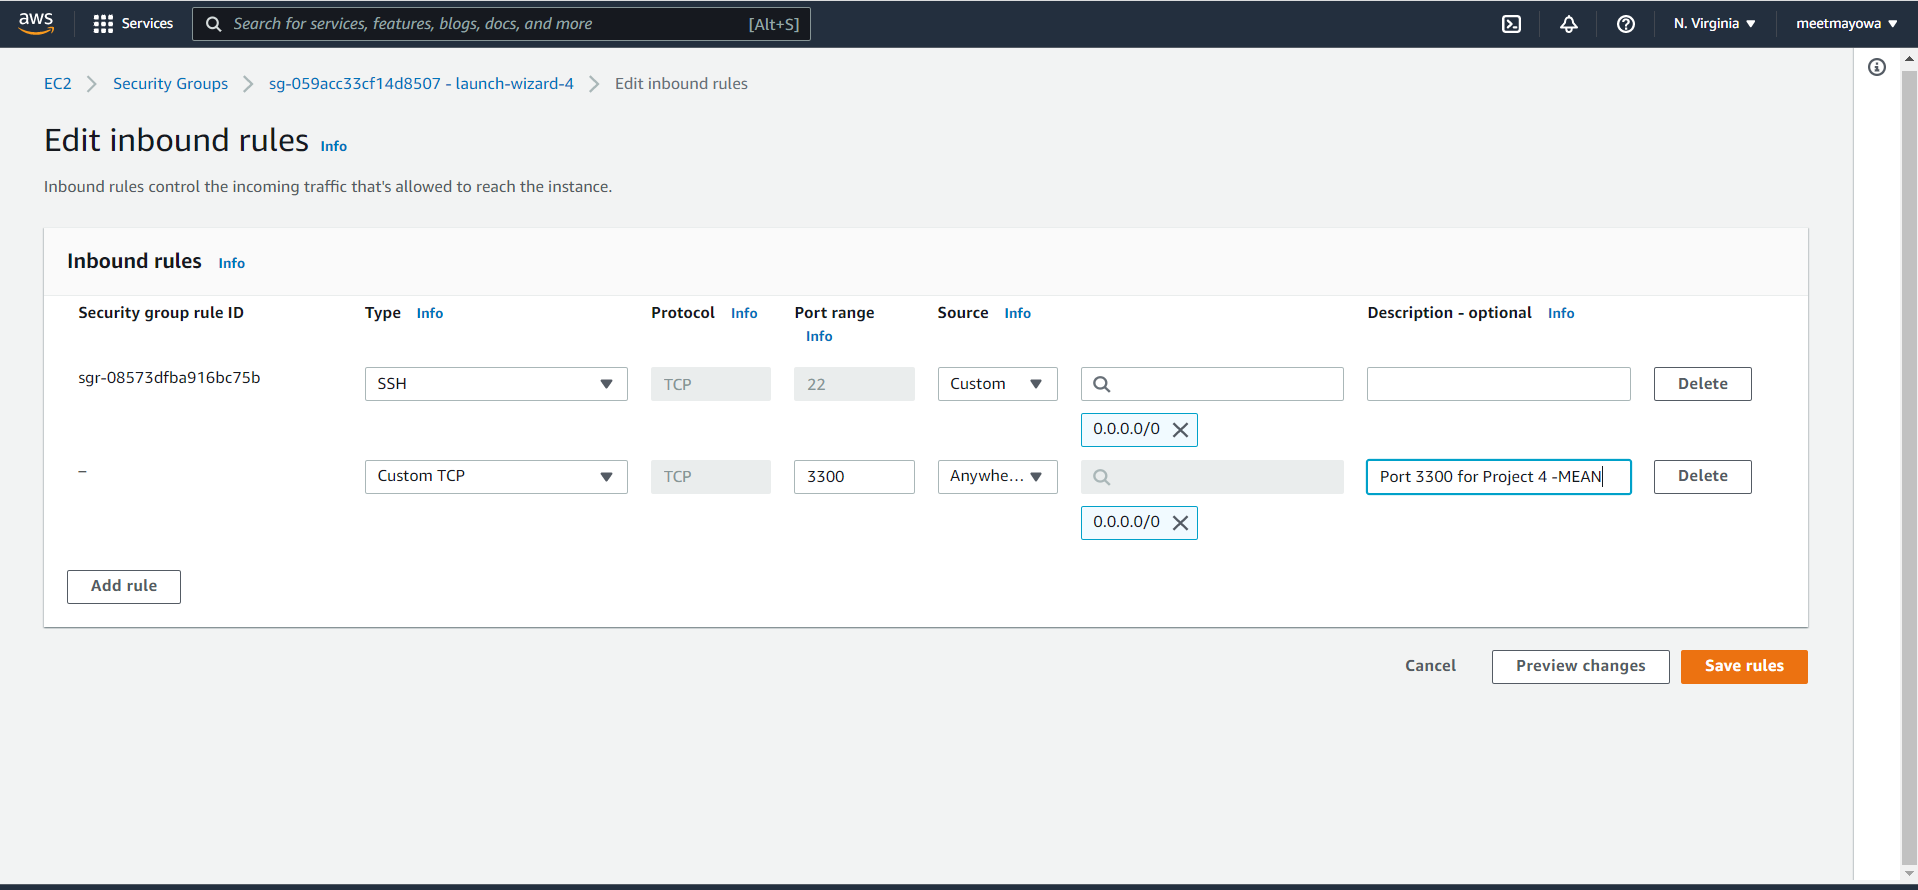 aws Services Search for services, features, blogs, docs, and more [Alt+S] N. Virginia meetmayowa
EC2 Security Groups sg-059acc33cf14d8507 - launch-wizard-4 Edit inbound rules
Edit inbound rules Info
Inbound rules control the incoming traffic that's allowed to reach the instance.
Inbound rules Info
Security group rule ID Type Info Protocol Info Port range Source Info Description - optional Info
Info
sgr-08573dfba916bc75b SSH TCP 22 Custom Delete
0.0.0.0/0
– Custom TCP TCP 3300 Anywhe... Port 3300 for Project 4 -MEAN Delete
0.0.0.0/0
Add rule
Cancel Preview changes Save rules